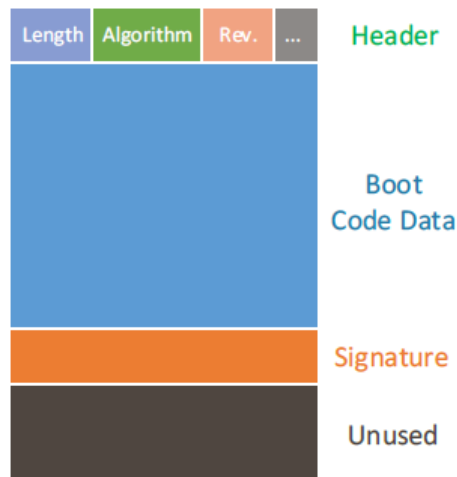 Length Algorithm Rev. ... Header
Boot
Code Data
Signature
Unused